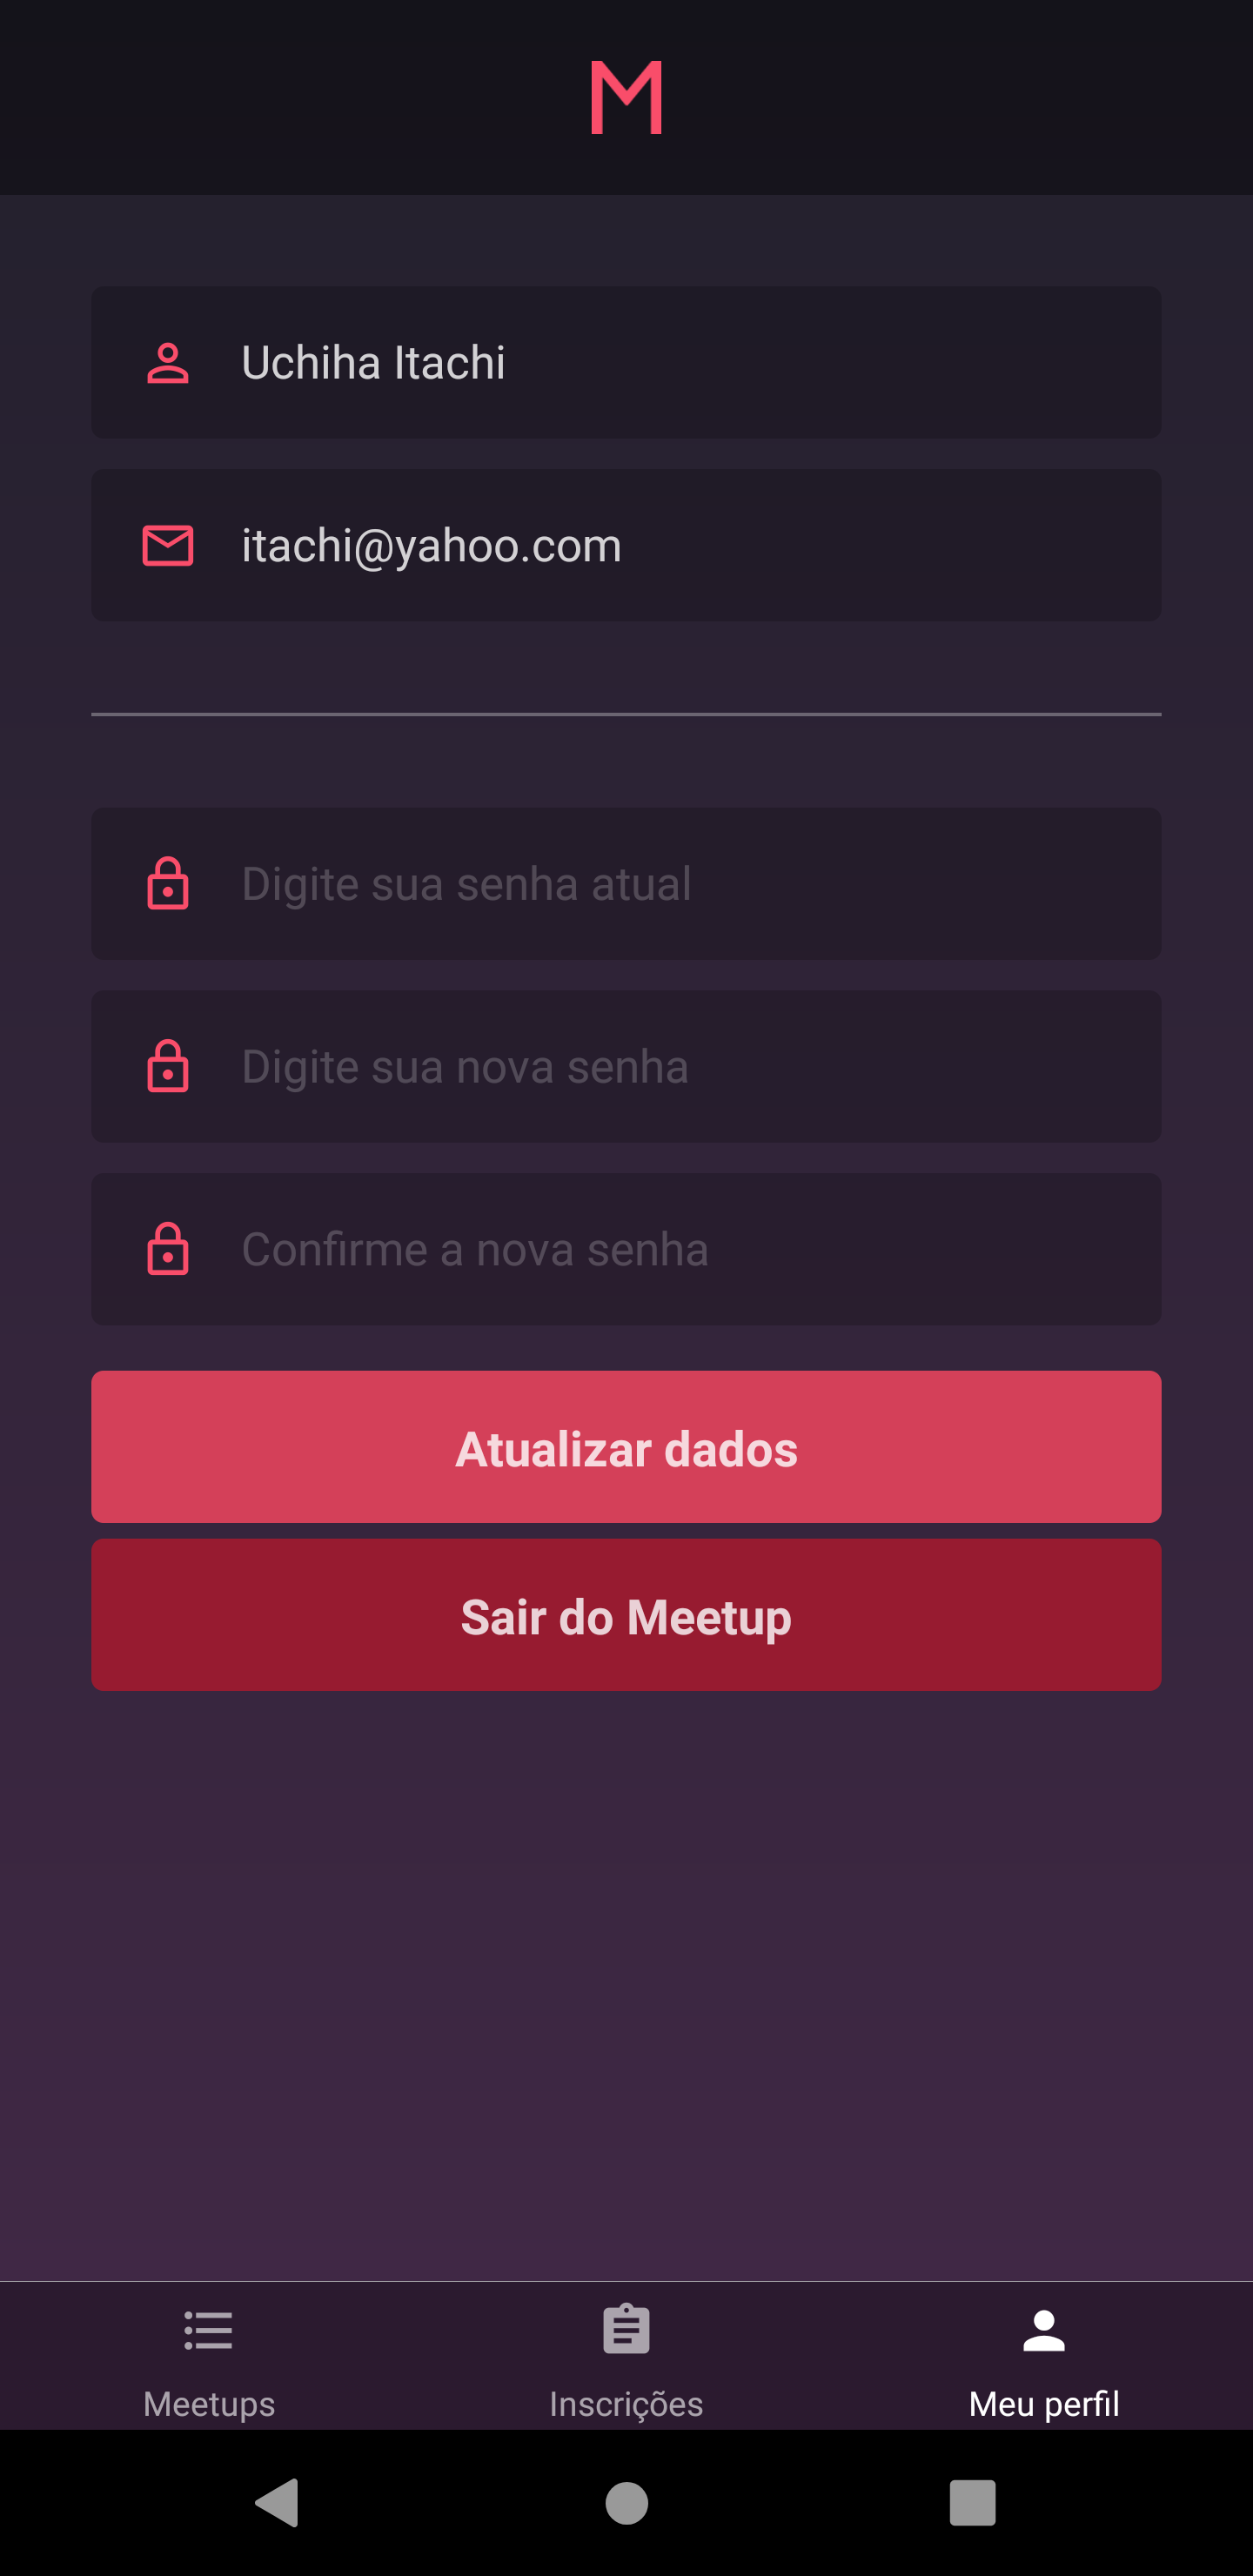 M
Uchiha Itachi
itachi@yahoo.com
Digite sua senha atual
Digite sua nova senha
Confirme a nova senha
Atualizar dados
Sair do Meetup
Meetups
Inscrições
Meu perfil